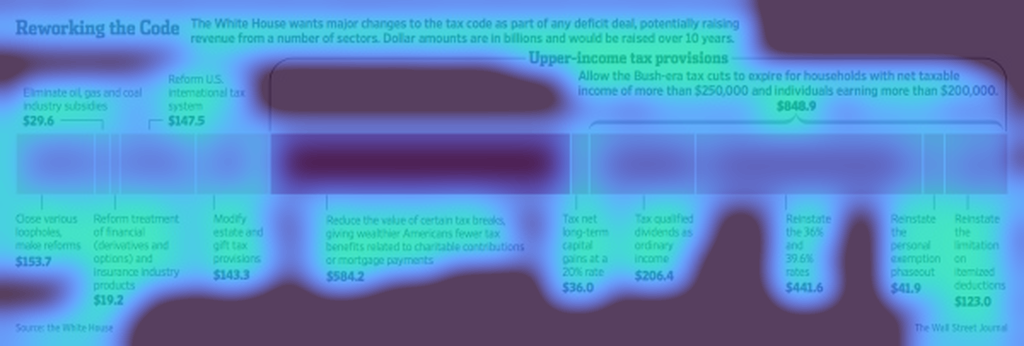 Reworking the Code
The White House wants major changes to the tax code as part of any deficit deal, potentially raising
revenue from a number of sectors. Dollar amounts are in billions and would be raised over 10 years.
Upper-income tax provisions
Allow the Bush-era tax cuts to expire for households with net taxable
income of more than $250,000 and individuals earning more than $200,000.
$848.9
Eliminate oil, gas and coal
industry subsidies
$29.6
Reform U.S.
international tax
system
$147.5
Close various
loopholes,
make reforms
$153.7
Reform treatment
of financial
(derivatives and
options) and
insurance industry
products
$19.2
Modify
estate and
gift tax
provisions
$143.3
Reduce the value of certain tax breaks,
giving wealthier Americans fewer tax
benefits related to charitable contributions
or mortgage payments
$584.2
Tax net
long-term
capital
gains at a
20% rate
$36.0
Tax qualified
dividends as
ordinary
income
$206.4
Reinstate
the 36%
and
39.6%
rates
$441.6
Reinstate
the
personal
exemption
phaseout
$41.9
Reinstate
the
limitation
on
itemized
deductions
$123.0
Source: the White House
The Wall Street Journal